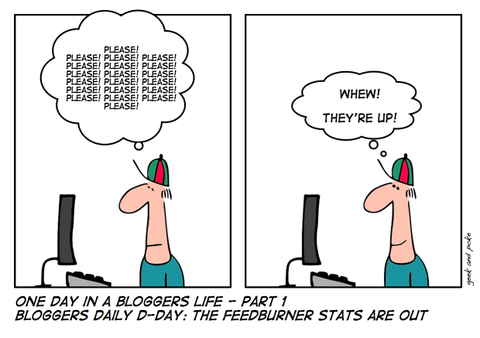 PLEASE!
PLEASE! PLEASE! PLEASE!
PLEASE! PLEASE! PLEASE!
PLEASE! PLEASE! PLEASE!
PLEASE! PLEASE! PLEASE!
PLEASE! PLEASE! PLEASE!
PLEASE! PLEASE! PLEASE!
PLEASE!
WHEW!
THEY'RE UP!
geek and poke
ONE DAY IN A BLOGGERS LIFE - PART 1
BLOGGERS DAILY D-DAY: THE FEEDBURNER STATS ARE OUT